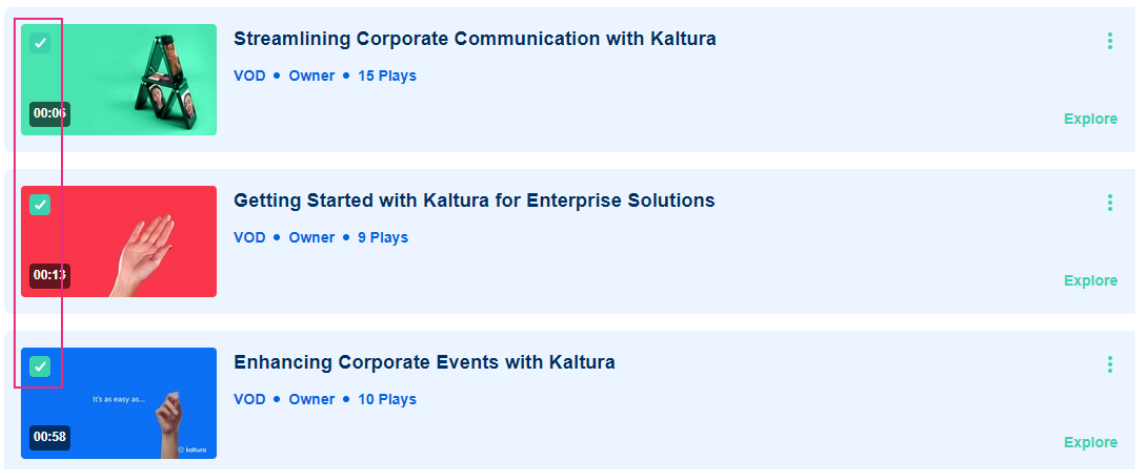 Streamlining Corporate Communication with Kaltura
VOD • Owner • 15 Plays
00:06
Explore
Getting Started with Kaltura for Enterprise Solutions
VOD • Owner • 9 Plays
00:13
Explore
Enhancing Corporate Events with Kaltura
VOD • Owner • 10 Plays
It's as easy as...
00:58
kaltura
Explore